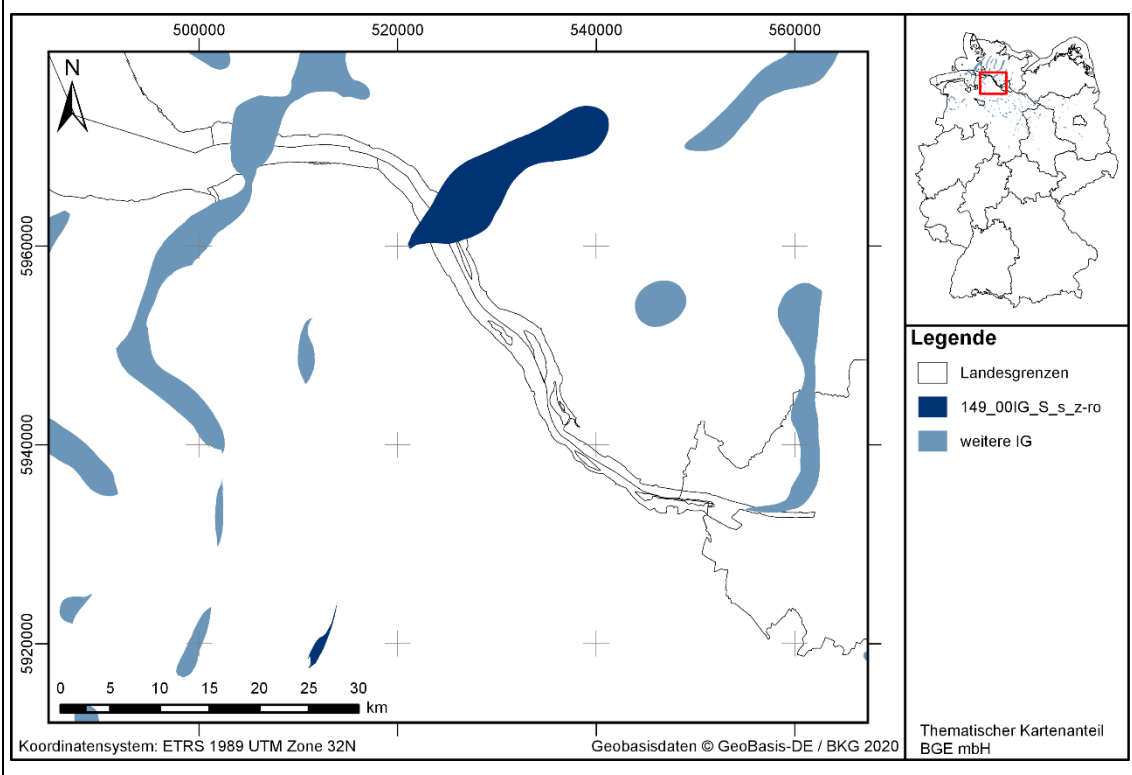 500000
520000
540000
560000
N
5960000
5940000
5920000
0 5 10 15 20 25 30
km
Koordinatensystem: ETRS 1989 UTM Zone 32N
Geobasisdaten © GeoBasis-DE / BKG 2020
Legende
Landesgrenzen
149_00IG_S_s_z-ro
weitere IG
Thematischer Kartenanteil
BGE mbH